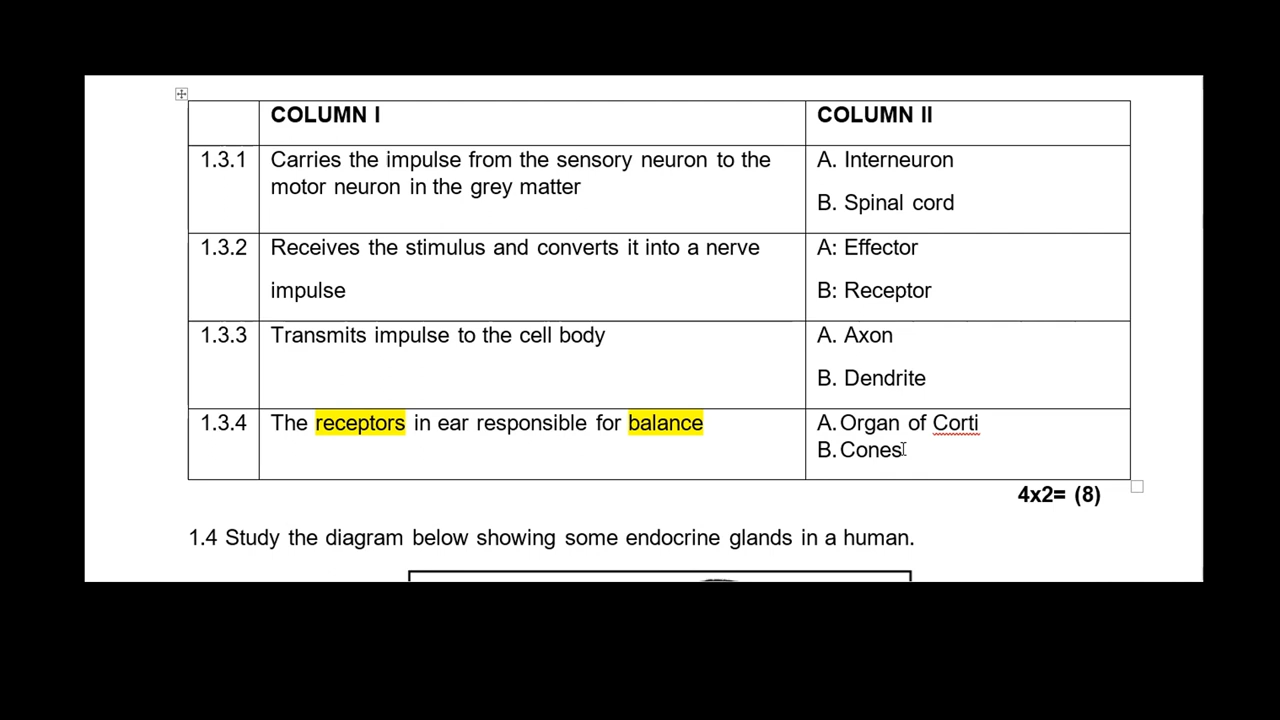 COLUMN I
COLUMN II
1.3.1
Carries the impulse from the sensory neuron to the
motor neuron in the grey matter
A. Interneuron
B. Spinal cord
1.3.2
Receives the stimulus and converts it into a nerve
impulse
A: Effector
B: Receptor
1.3.3
Transmits impulse to the cell body
A. Axon
B. Dendrite
1.3.4
The receptors in ear responsible for balance
A. Organ of Corti
B. Cones
4x2= (8)
1.4 Study the diagram below showing some endocrine glands in a human.